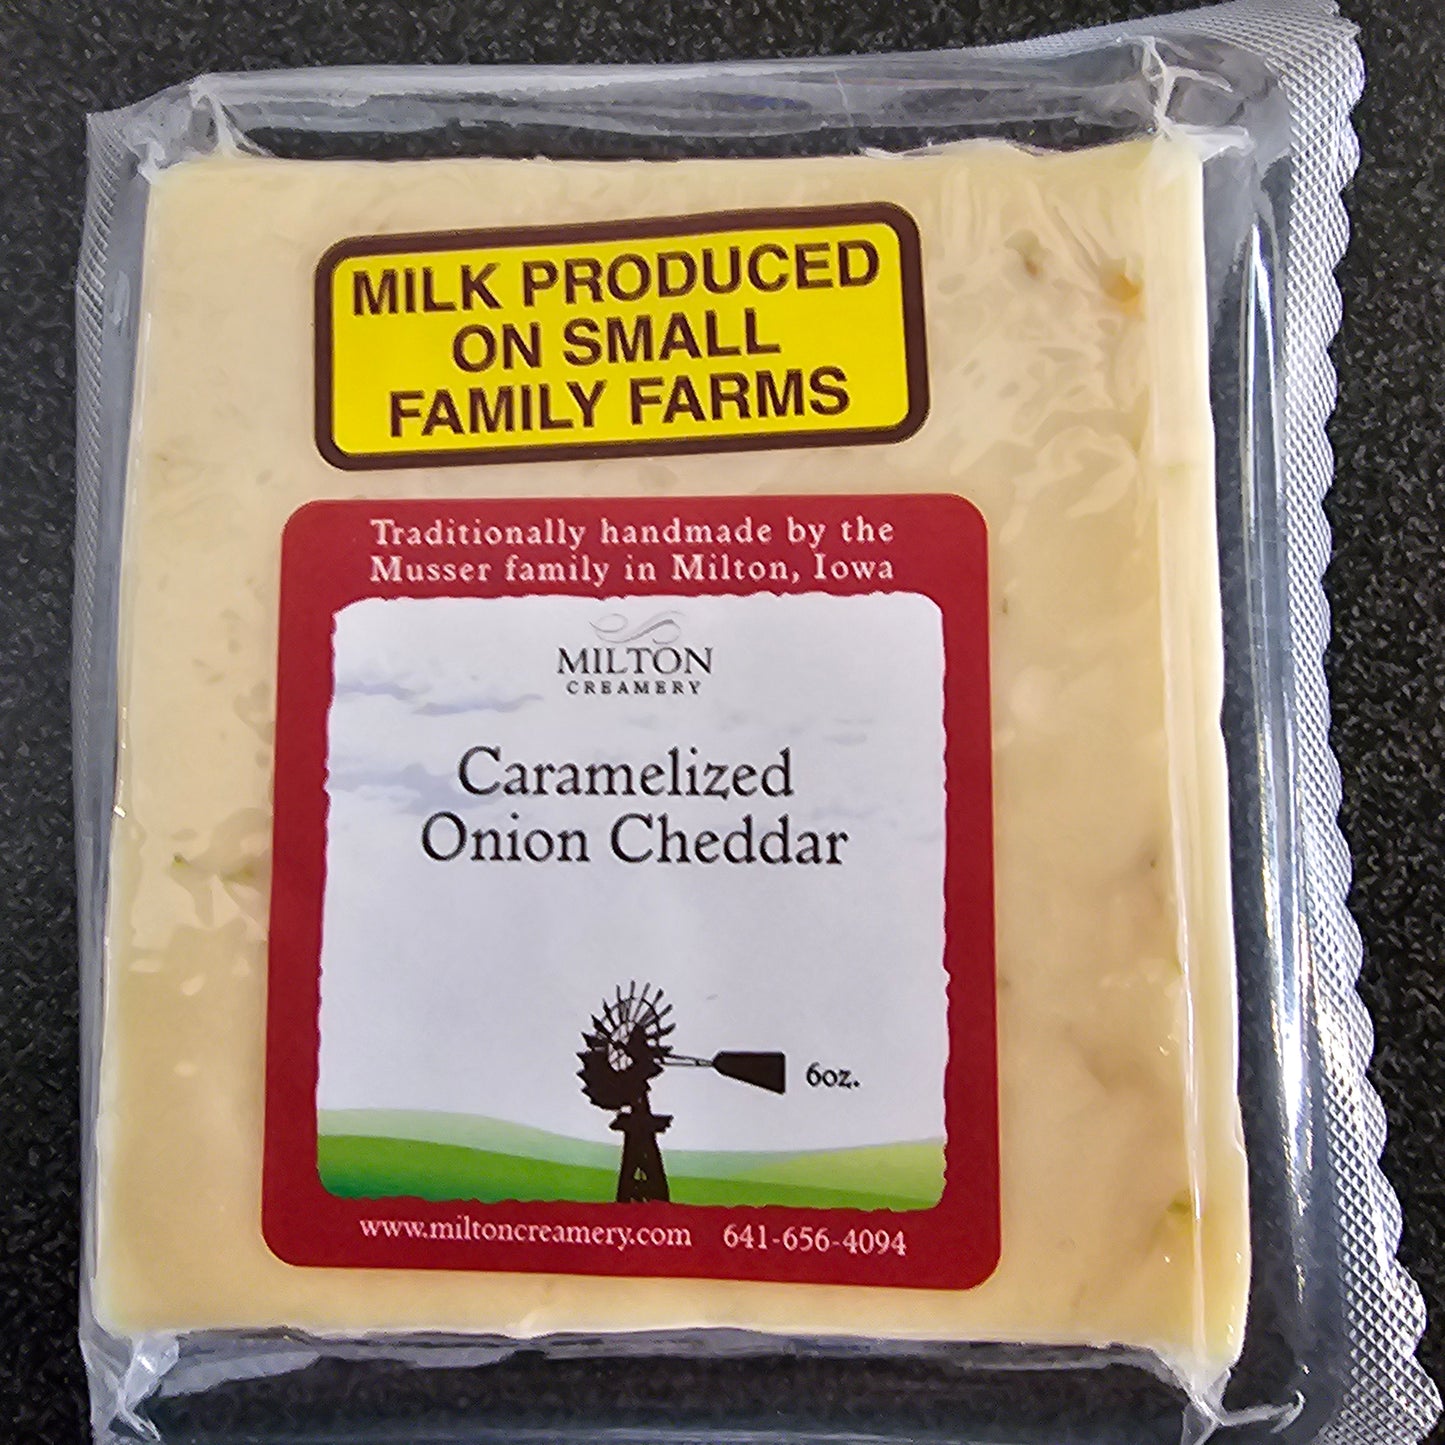 MILK PRODUCED
ON SMALL
FAMILY FARMS
Traditionally handmade by the
Musser family in Milton, Iowa
MILTON
CREAMERY
Caramelized
Onion Cheddar
6oz.
www.miltoncreamery.com 641-656-4094